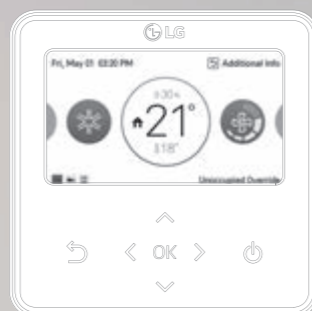 LG
Fri, May 01 03:20 PM
Additional Info
30%
21°
18°
Unoccupied Override
OK